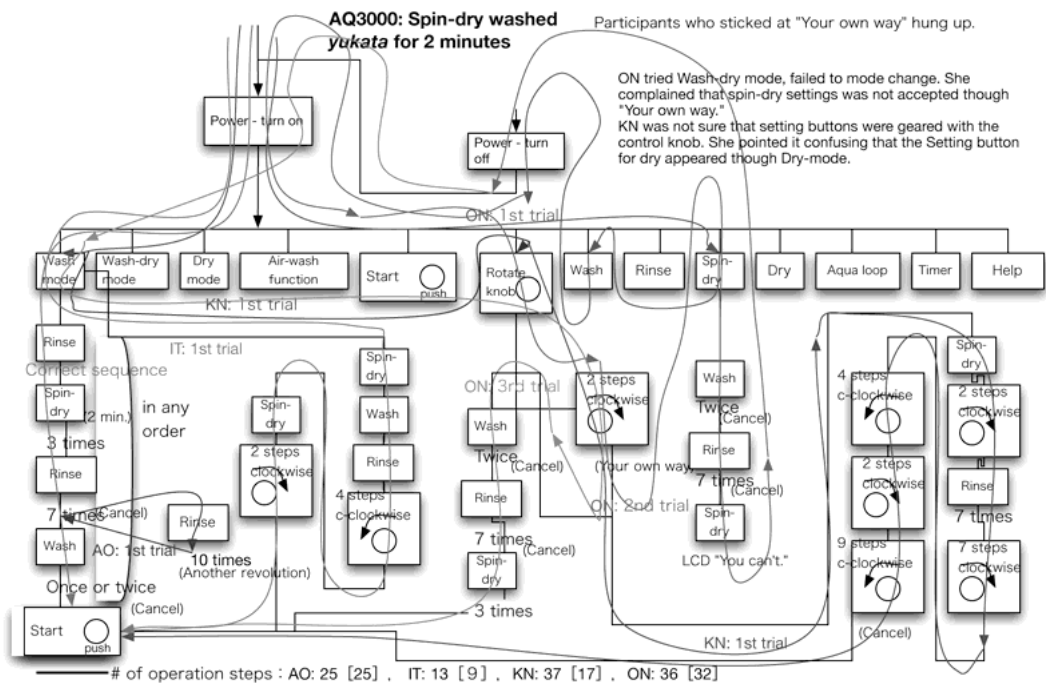 AQ3000: Spin-dry washed
yukata for 2 minutes
Participants who sticked at "Your own way" hung up.
ON tried Wash-dry mode, failed to mode change. She
complained that spin-dry settings was not accepted though
"Your own way."
KN was not sure that setting buttons were geared with the
control knob. She pointed it confusing that the Setting button
for dry appeared though Dry-mode.
Power - turn on
Power - turn
off
ON: 1st trial
Wash
mode
Wash-dry
mode
Dry
mode
Air-wash
function
Start
push
Rotate
knob
Wash
Rinse
Spin-
dry
Dry
Aqua loop
Timer
Help
KN: 1st trial
IT: 1st trial
Rinse
Correct sequence
Spin-
dry
(2 min.)
in any
order
3 times
Rinse
7 times
(Cancel)
Wash
AO: 1st trial
Rinse
10 times
(Another revolution)
Once or twice
(Cancel)
Start
push
Spin-
dry
2 steps
clockwise
Spin-
dry
Wash
Rinse
4 steps
c-clockwise
ON: 3rd trial
Wash
Twice
(Cancel)
Rinse
7 times
(Cancel)
Spin-
dry
3 times
2 steps
clockwise
(Your own way
ON: 2nd trial
Wash
Twice
(Cancel)
Rinse
7 times
(Cancel)
Spin-
dry
LCD "You can't."
KN: 1st trial
4 steps
c-clockwise
2 steps
clockwise
9 steps
c-clockwise
(Cancel)
Spin-
dry
2 steps
clockwise
Rinse
7 times
7 steps
clockwise
# of operation steps : AO: 25 [25] , IT: 13 [9] , KN: 37 [17] , ON: 36 [32]